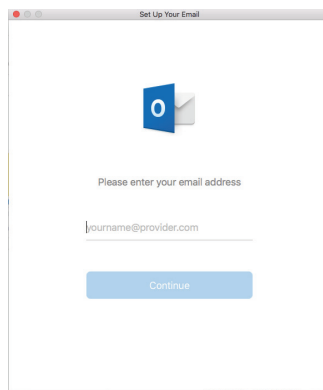 Set Up Your Email
O
Please enter your email address
yourname@provider.com
Continue